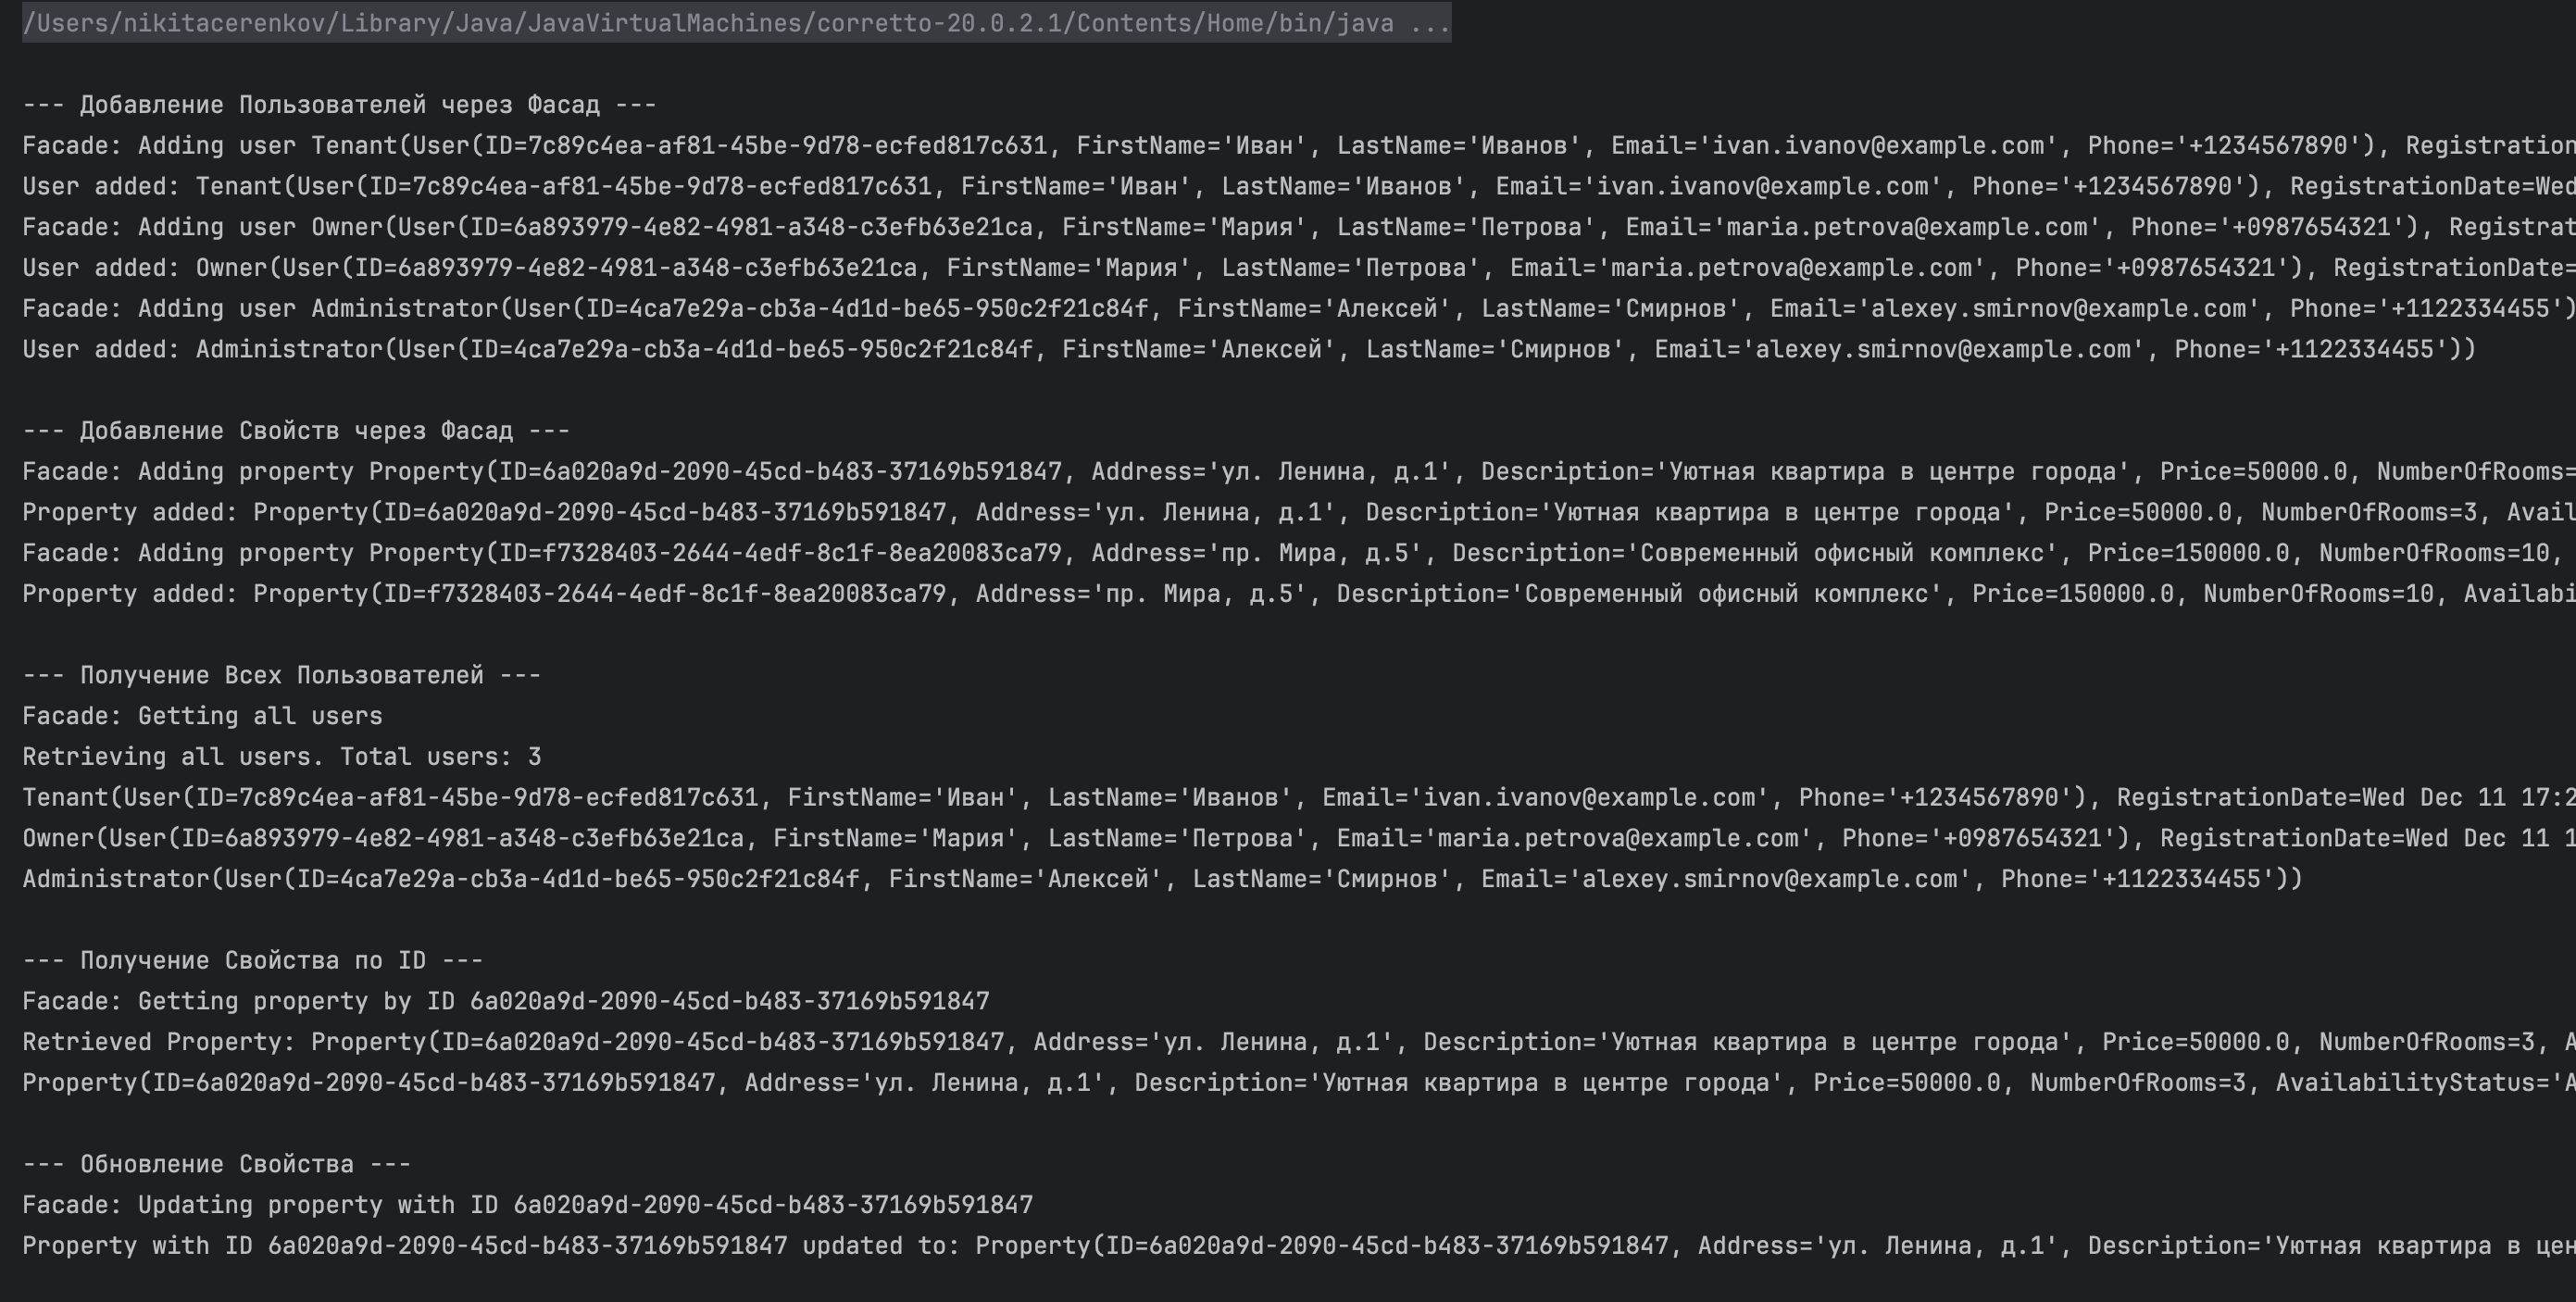 /Users/nikitacerenkov/Library/Java/JavaVirtualMachines/corretto-20.0.2.1/Contents/Home/bin/java ...
--- Добавление Пользователей через Фасад ---
Facade: Adding user Tenant(User(ID=7c89c4ea-af81-45be-9d78-ecfed817c631, FirstName='Иван', LastName='Иванов', Email='ivan.ivanov@example.com', Phone='+1234567890'), Registration
User added: Tenant(User(ID=7c89c4ea-af81-45be-9d78-ecfed817c631, FirstName='Иван', LastName='Иванов', Email='ivan.ivanov@example.com', Phone='+1234567890'), RegistrationDate=Wed
Facade: Adding user Owner(User(ID=6a893979-4e82-4981-a348-c3efb63e21ca, FirstName='Мария', LastName='Петрова', Email='maria.petrova@example.com', Phone='+0987654321'), Registrat
User added: Owner(User(ID=6a893979-4e82-4981-a348-c3efb63e21ca, FirstName='Мария', LastName='Петрова', Email='maria.petrova@example.com', Phone='+0987654321'), RegistrationDate=
Facade: Adding user Administrator(User(ID=4ca7e29a-cb3a-4d1d-be65-950c2f21c84f, FirstName='Алексей', LastName='Смирнов', Email='alexey.smirnov@example.com', Phone='+1122334455')
User added: Administrator(User(ID=4ca7e29a-cb3a-4d1d-be65-950c2f21c84f, FirstName='Алексей', LastName='Смирнов', Email='alexey.smirnov@example.com', Phone='+1122334455'))
--- Добавление Свойств через Фасад ---
Facade: Adding property Property(ID=6a020a9d-2090-45cd-b483-37169b591847, Address='ул. Ленина, д.1', Description='Уютная квартира в центре города', Price=50000.0, NumberOfRooms=
Property added: Property(ID=6a020a9d-2090-45cd-b483-37169b591847, Address='ул. Ленина, д.1', Description='Уютная квартира в центре города', Price=50000.0, NumberOfRooms=3, Avail
Facade: Adding property Property(ID=f7328403-2644-4edf-8c1f-8ea20083ca79, Address='пр. Мира, д.5', Description='Современный офисный комплекс', Price=150000.0, NumberOfRooms=10,
Property added: Property(ID=f7328403-2644-4edf-8c1f-8ea20083ca79, Address='пр. Мира, д.5', Description='Современный офисный комплекс', Price=150000.0, NumberOfRooms=10, Availabi
--- Получение Всех Пользователей ---
Facade: Getting all users
Retrieving all users. Total users: 3
Tenant(User(ID=7c89c4ea-af81-45be-9d78-ecfed817c631, FirstName='Иван', LastName='Иванов', Email='ivan.ivanov@example.com', Phone='+1234567890'), RegistrationDate=Wed Dec 11 17:2
Owner(User(ID=6a893979-4e82-4981-a348-c3efb63e21ca, FirstName='Мария', LastName='Петрова', Email='maria.petrova@example.com', Phone='+0987654321'), RegistrationDate=Wed Dec 11 1
Administrator(User(ID=4ca7e29a-cb3a-4d1d-be65-950c2f21c84f, FirstName='Алексей', LastName='Смирнов', Email='alexey.smirnov@example.com', Phone='+1122334455'))
--- Получение Свойства по ID ---
Facade: Getting property by ID 6a020a9d-2090-45cd-b483-37169b591847
Retrieved Property: Property(ID=6a020a9d-2090-45cd-b483-37169b591847, Address='ул. Ленина, д.1', Description='Уютная квартира в центре города', Price=50000.0, NumberOfRooms=3, A
Property(ID=6a020a9d-2090-45cd-b483-37169b591847, Address='ул. Ленина, д.1', Description='Уютная квартира в центре города', Price=50000.0, NumberOfRooms=3, AvailabilityStatus='A
--- Обновление Свойства ---
Facade: Updating property with ID 6a020a9d-2090-45cd-b483-37169b591847
Property with ID 6a020a9d-2090-45cd-b483-37169b591847 updated to: Property(ID=6a020a9d-2090-45cd-b483-37169b591847, Address='ул. Ленина, д.1', Description='Уютная квартира в цен